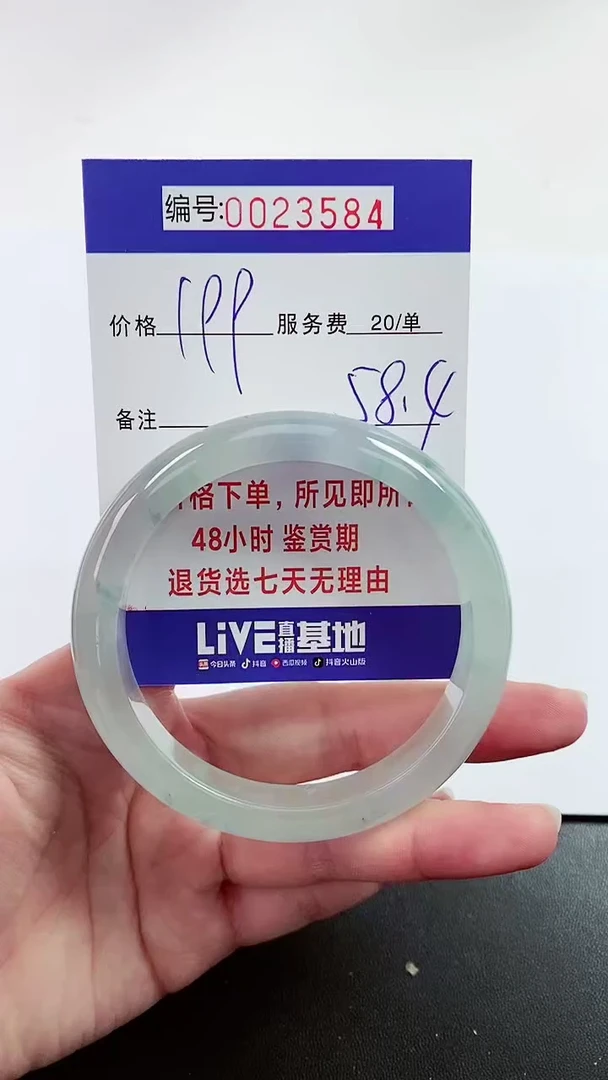 编号:0023584
价格 199 服务费 20/单
备注 58.4
格下单，所见即所
48小时 鉴赏期
退货选七天无理由
LiVE直播基地
今日头条 抖音 西瓜视频 抖音火山版